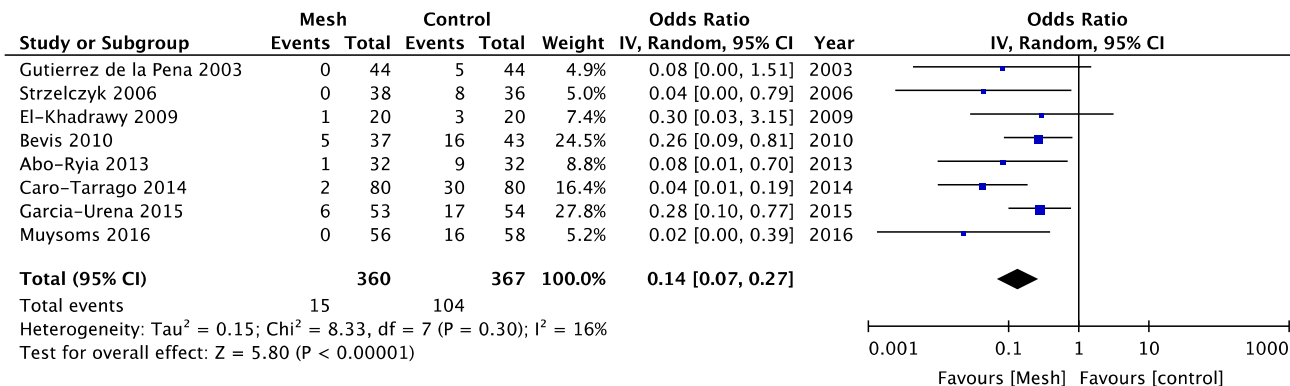 Mesh Control Odds Ratio Odds Ratio
Study or Subgroup Events Total Events Total Weight IV, Random, 95% CI Year IV, Random, 95% CI
Gutierrez de la Pena 2003 0 44 5 44 4.9% 0.08 [0.00, 1.51] 2003
Strzelczyk 2006 0 38 8 36 5.0% 0.04 [0.00, 0.79] 2006
El-Khadrawy 2009 1 20 3 20 7.4% 0.30 [0.03, 3.15] 2009
Bevis 2010 5 37 16 43 24.5% 0.26 [0.09, 0.81] 2010
Abo-Ryia 2013 1 32 9 32 8.8% 0.08 [0.01, 0.70] 2013
Caro-Tarrago 2014 2 80 30 80 16.4% 0.04 [0.01, 0.19] 2014
Garcia-Urena 2015 6 53 17 54 27.8% 0.28 [0.10, 0.77] 2015
Muysoms 2016 0 56 16 58 5.2% 0.02 [0.00, 0.39] 2016
Total (95% CI) 360 367 100.0% 0.14 [0.07, 0.27]
Total events 15 104
Heterogeneity: Tau² = 0.15; Chi² = 8.33, df = 7 (P = 0.30); I² = 16%
Test for overall effect: Z = 5.80 (P < 0.00001)
0.001 0.1 1 10 1000
Favours [Mesh] Favours [control]